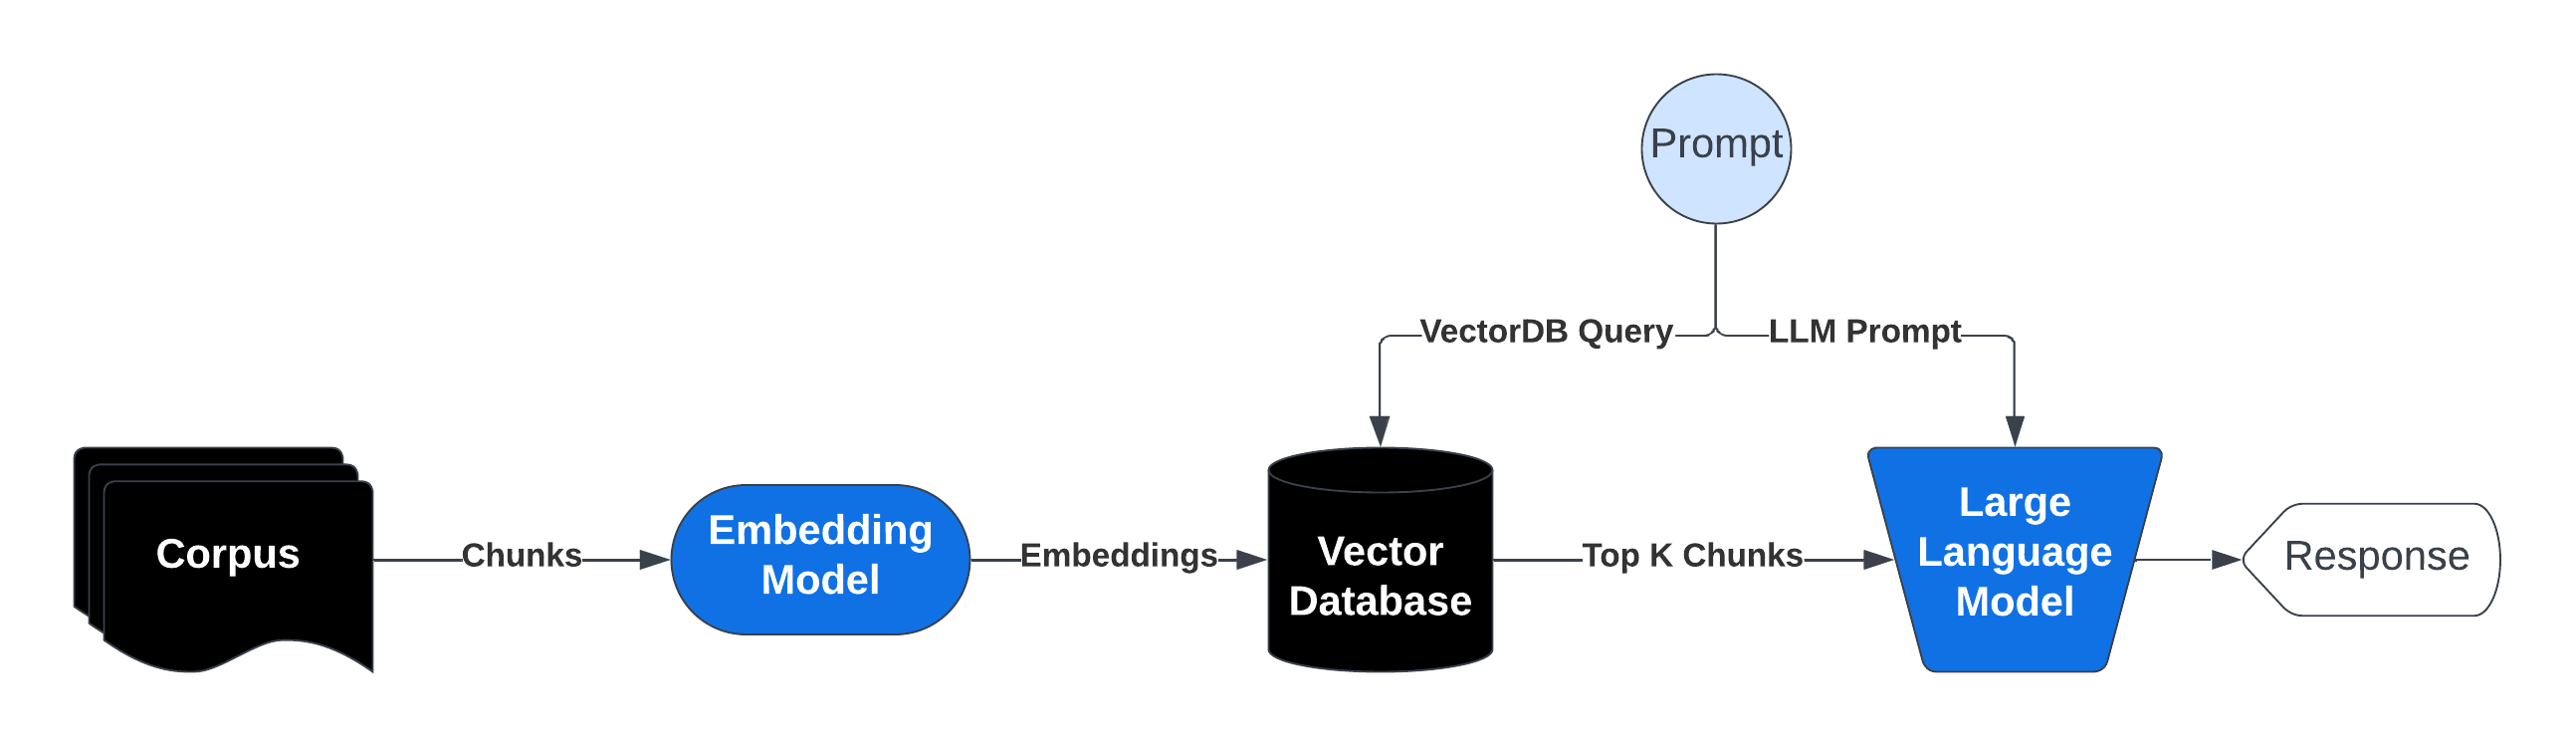 Prompt
VectorDB Query
LLM Prompt
Corpus
Chunks
Embedding
Model
Embeddings
Vector
Database
Top K Chunks
Large
Language
Model
Response